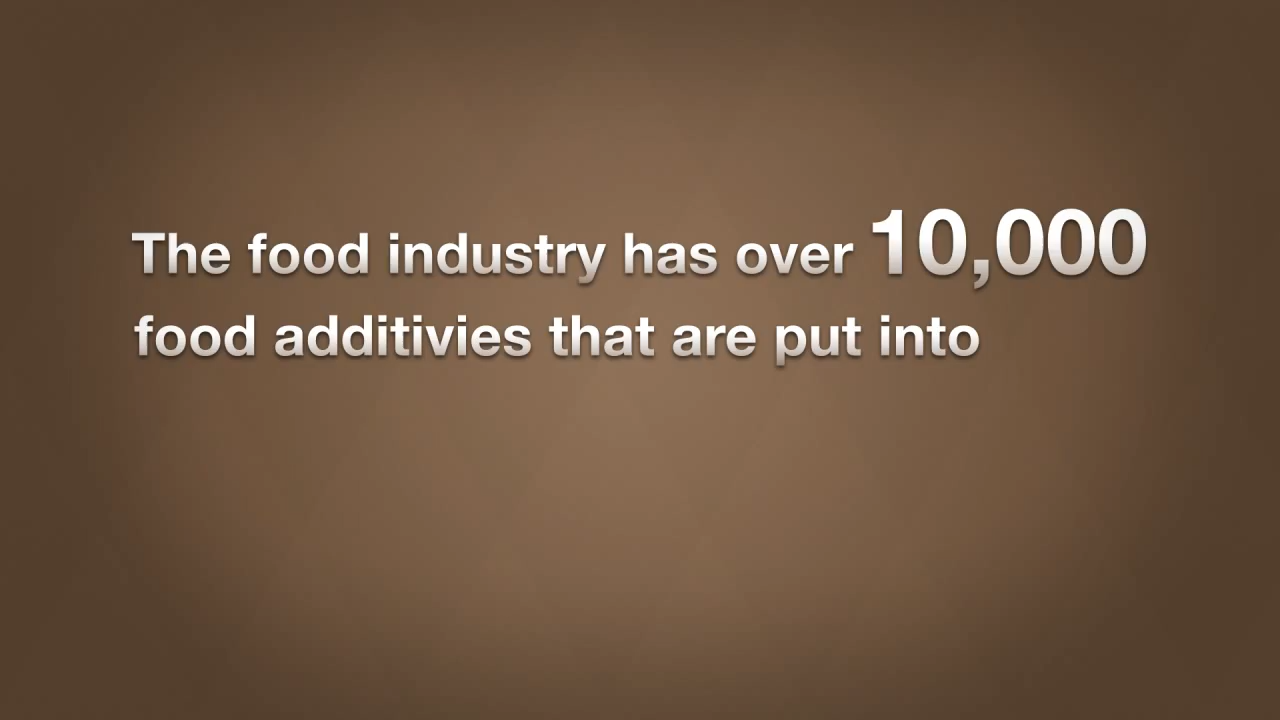 The food industry has over 10,000
food additivies that are put into